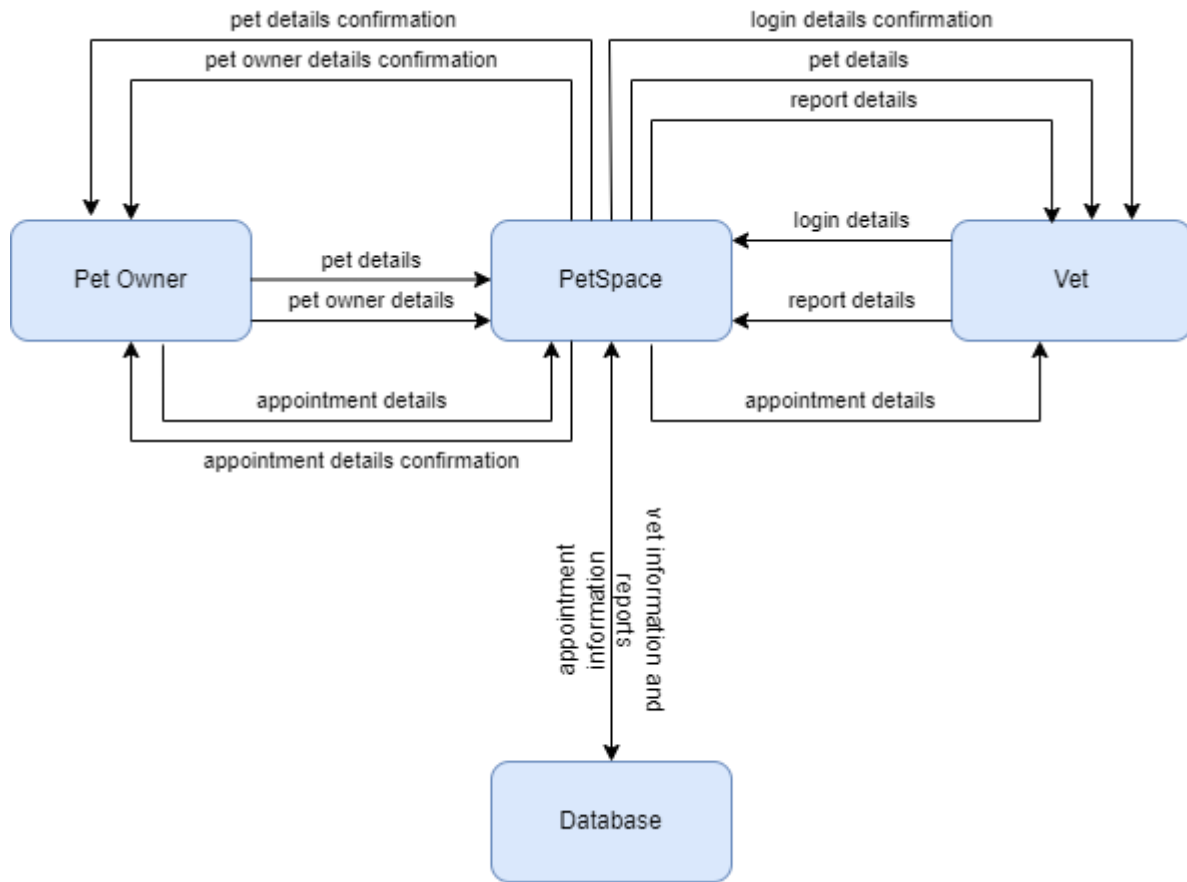 pet details confirmation
login details confirmation
pet owner details confirmation
pet details
report details
login details
Pet Owner
pet details
PetSpace
Vet
pet owner details
report details
appointment details
appointment details
appointment details confirmation
appointment
information
vet information and
reports
Database